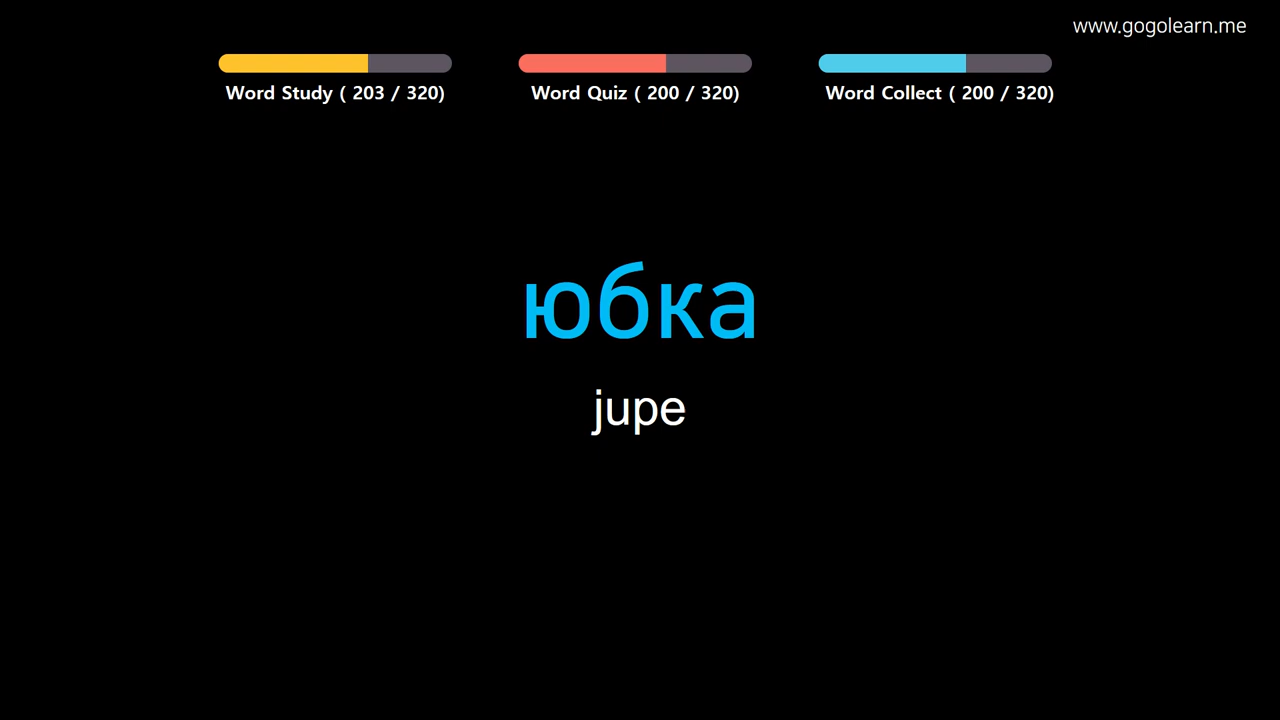 www.gogolearn.me
Word Study ( 203 / 320)
Word Quiz ( 200 / 320)
Word Collect ( 200 / 320)
юбка
jupe